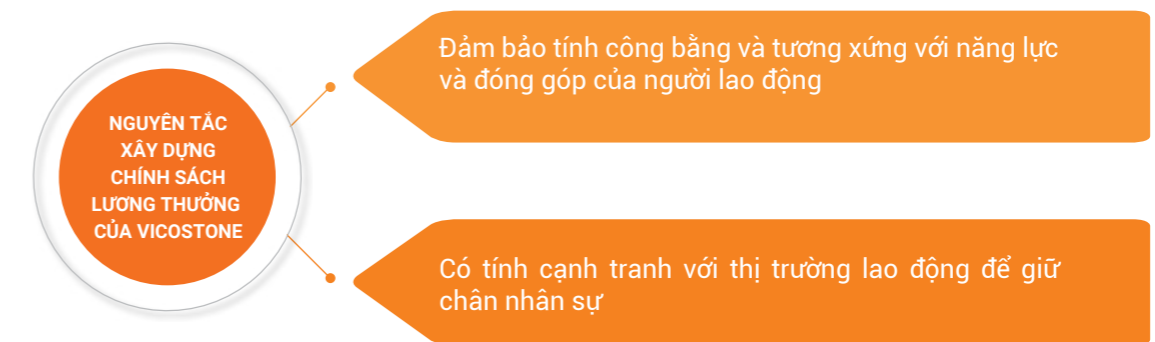 NGUYÊN TẮC
XÂY DỰNG
CHÍNH SÁCH
LƯƠNG THƯỞNG
CỦA VICOSTONE
Đảm bảo tính công bằng và tương xứng với năng lực
và đóng góp của người lao động
Có tính cạnh tranh với thị trường lao động để giữ
chân nhân sự